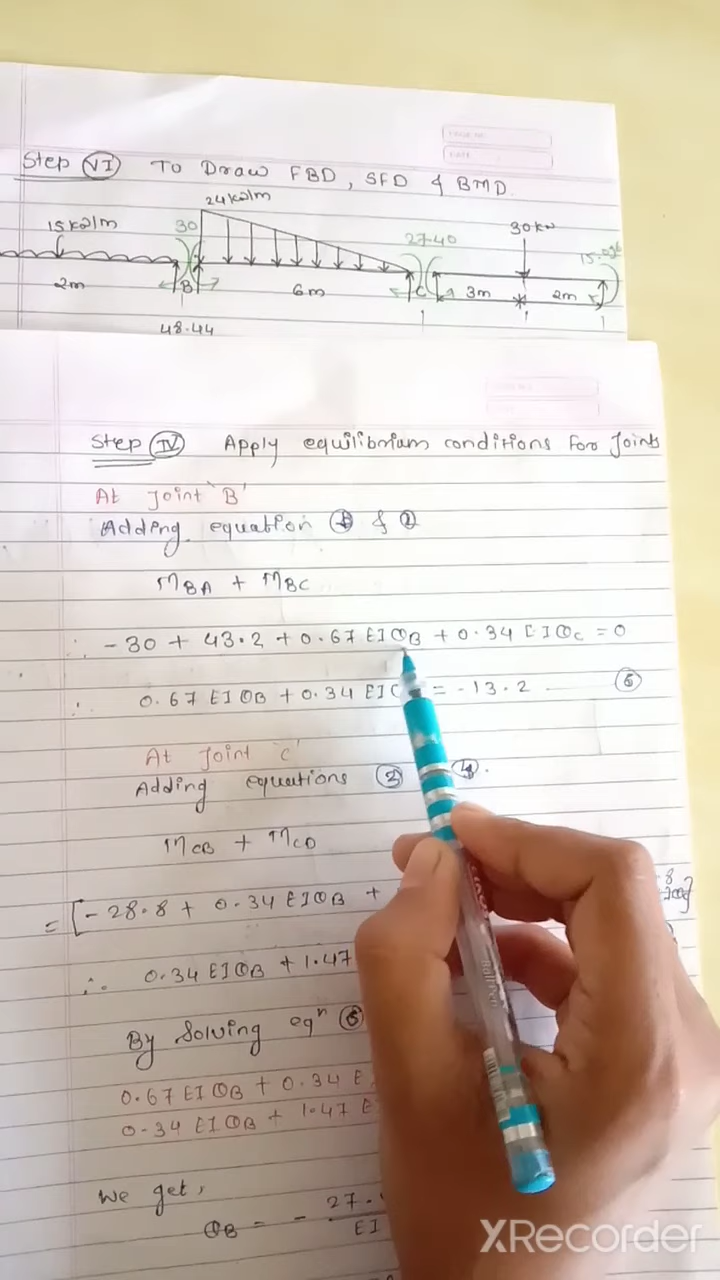 Step VI To Draw FBD, SFD & BMD.
24kN/m
15kN/m 30 27.40 30kN
2m B 6m C 3m 2m
48.44
Step IV Apply equilibrium conditions for Joints
At Joint 'B'
Adding equation 1 & 2
MBA + MBC
∴ -30 + 43.2 + 0.67 EIθB + 0.34 EIθC = 0
∴ 0.67 EIθB + 0.34 EI = -13.2
At Joint 'C'
Adding equations 3 4.
MCB + MCD
= [-28.8 + 0.34 EIθB +
∴ 0.34 EIθB + 1.47
By Solving eqn
0.67 EIθB + 0.34 E
0.34 EIθB + 1.47 E
We get,
θB = - 27.
EI
XRecorder